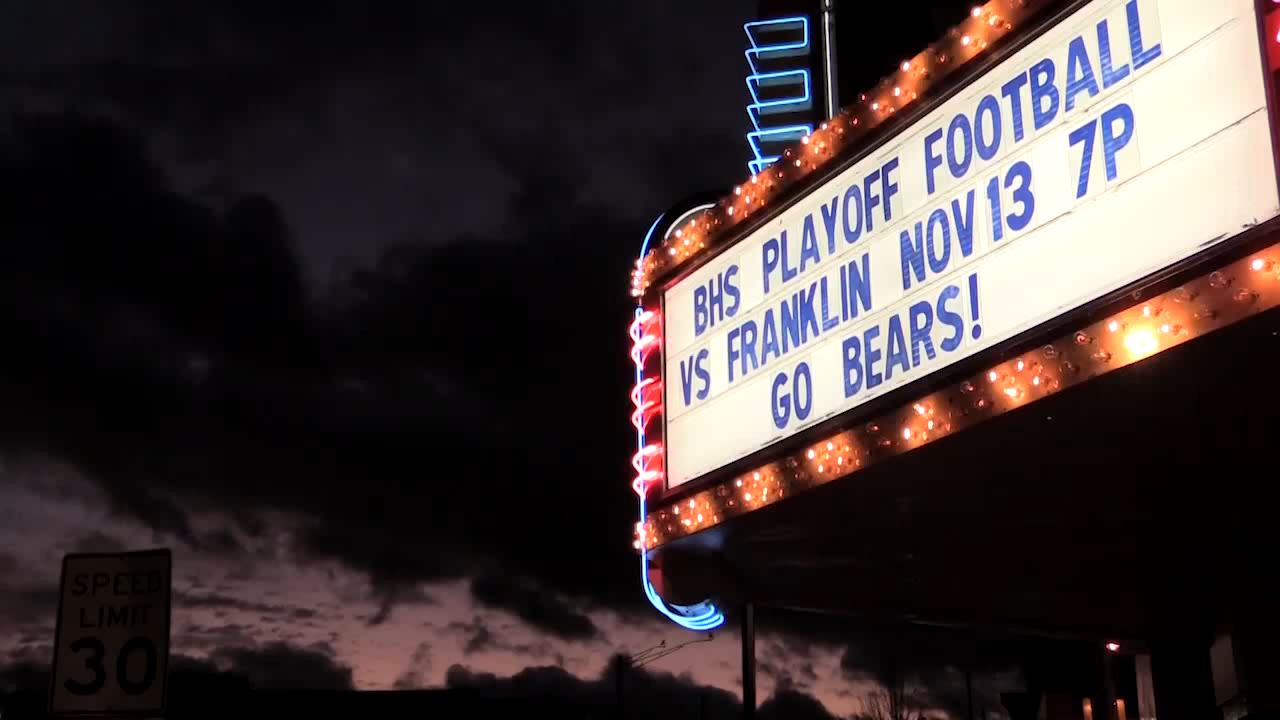 BHS PLAYOFF FOOTBALL
VS FRANKLIN NOV 13 7P
GO BEARS!
SPEED
LIMIT
30